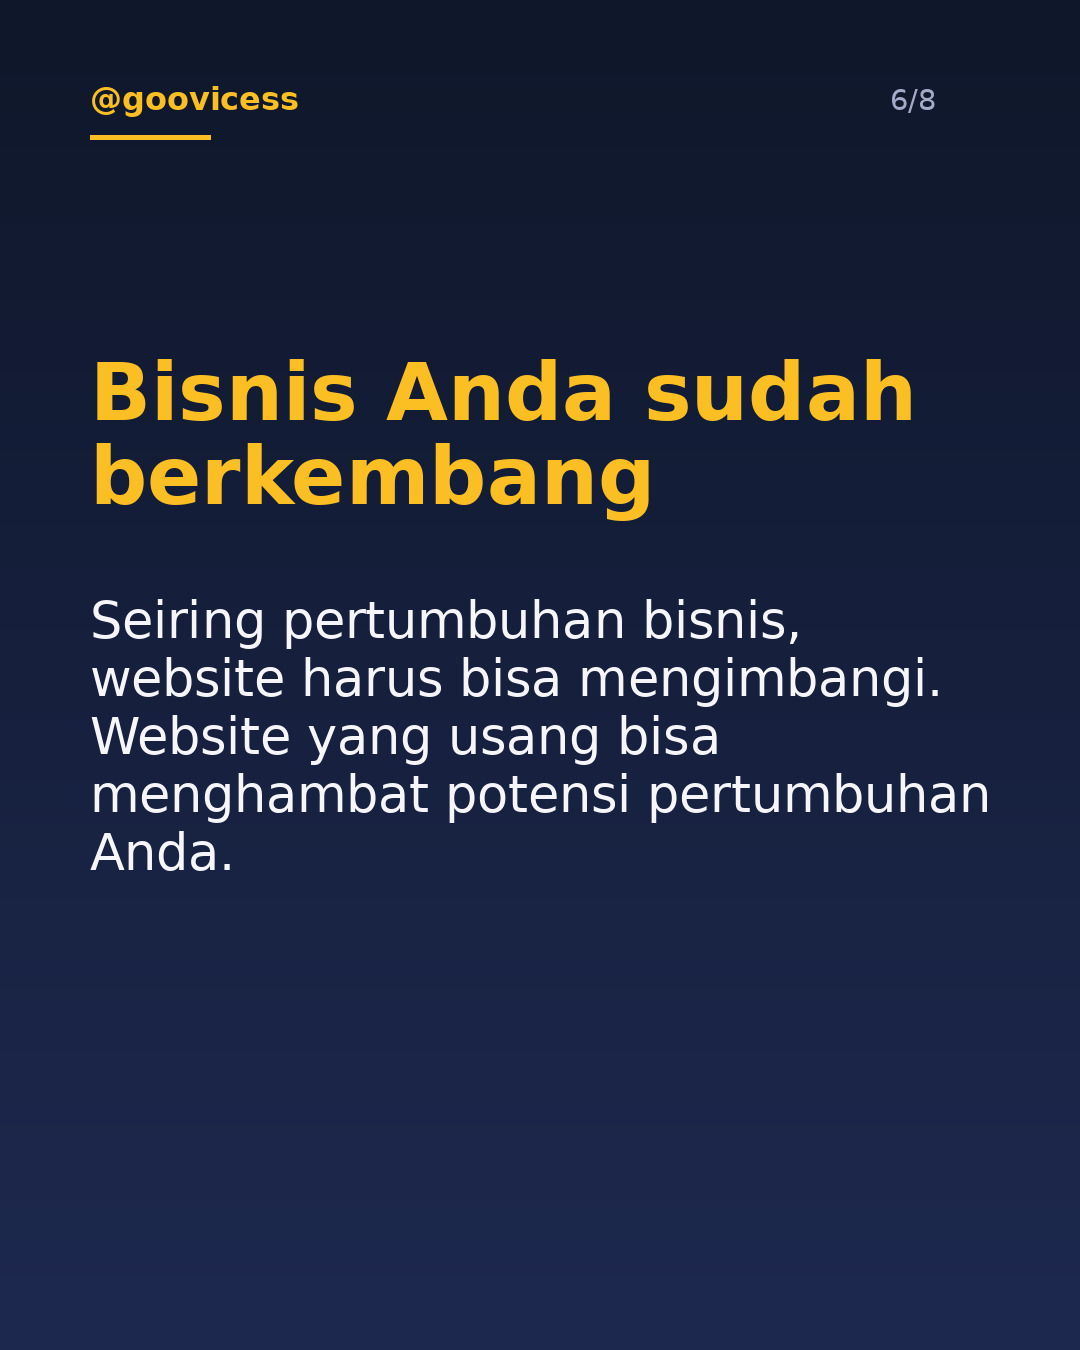 @goovicess
6/8
Bisnis Anda sudah
berkembang
Seiring pertumbuhan bisnis,
website harus bisa mengimbangi.
Website yang usang bisa
menghambat potensi pertumbuhan
Anda.